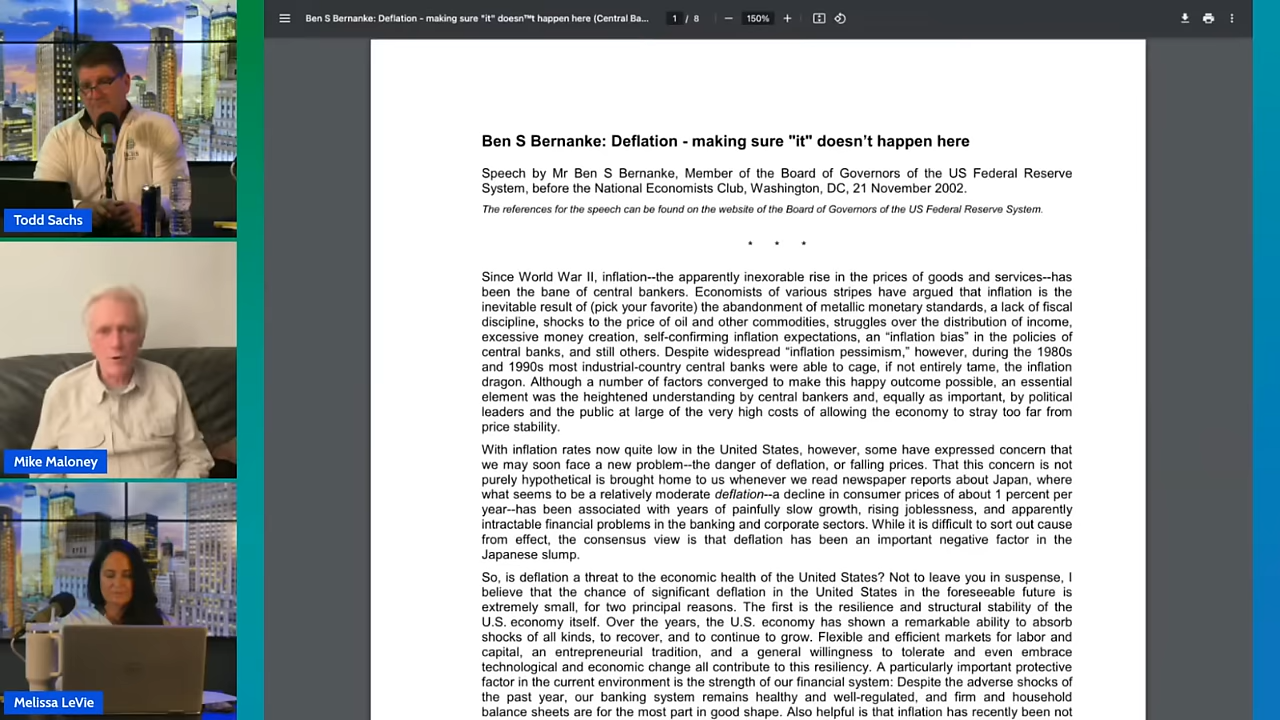 Ben S Bernanke: Deflation - making sure "it" doesn™t happen here (Central Ba...
1 / 8
150%
Todd Sachs
Mike Maloney
Melissa LeVie
Ben S Bernanke: Deflation - making sure "it" doesn't happen here
Speech by Mr Ben S Bernanke, Member of the Board of Governors of the US Federal Reserve
System, before the National Economists Club, Washington, DC, 21 November 2002.
The references for the speech can be found on the website of the Board of Governors of the US Federal Reserve System.
* * *
Since World War II, inflation--the apparently inexorable rise in the prices of goods and services--has
been the bane of central bankers. Economists of various stripes have argued that inflation is the
inevitable result of (pick your favorite) the abandonment of metallic monetary standards, a lack of fiscal
discipline, shocks to the price of oil and other commodities, struggles over the distribution of income,
excessive money creation, self-confirming inflation expectations, an “inflation bias” in the policies of
central banks, and still others. Despite widespread “inflation pessimism,” however, during the 1980s
and 1990s most industrial-country central banks were able to cage, if not entirely tame, the inflation
dragon. Although a number of factors converged to make this happy outcome possible, an essential
element was the heightened understanding by central bankers and, equally as important, by political
leaders and the public at large of the very high costs of allowing the economy to stray too far from
price stability.
With inflation rates now quite low in the United States, however, some have expressed concern that
we may soon face a new problem--the danger of deflation, or falling prices. That this concern is not
purely hypothetical is brought home to us whenever we read newspaper reports about Japan, where
what seems to be a relatively moderate deflation--a decline in consumer prices of about 1 percent per
year--has been associated with years of painfully slow growth, rising joblessness, and apparently
intractable financial problems in the banking and corporate sectors. While it is difficult to sort out cause
from effect, the consensus view is that deflation has been an important negative factor in the
Japanese slump.
So, is deflation a threat to the economic health of the United States? Not to leave you in suspense, I
believe that the chance of significant deflation in the United States in the foreseeable future is
extremely small, for two principal reasons. The first is the resilience and structural stability of the
U.S. economy itself. Over the years, the U.S. economy has shown a remarkable ability to absorb
shocks of all kinds, to recover, and to continue to grow. Flexible and efficient markets for labor and
capital, an entrepreneurial tradition, and a general willingness to tolerate and even embrace
technological and economic change all contribute to this resiliency. A particularly important protective
factor in the current environment is the strength of our financial system: Despite the adverse shocks of
the past year, our banking system remains healthy and well-regulated, and firm and household
balance sheets are for the most part in good shape. Also helpful is that inflation has recently been not